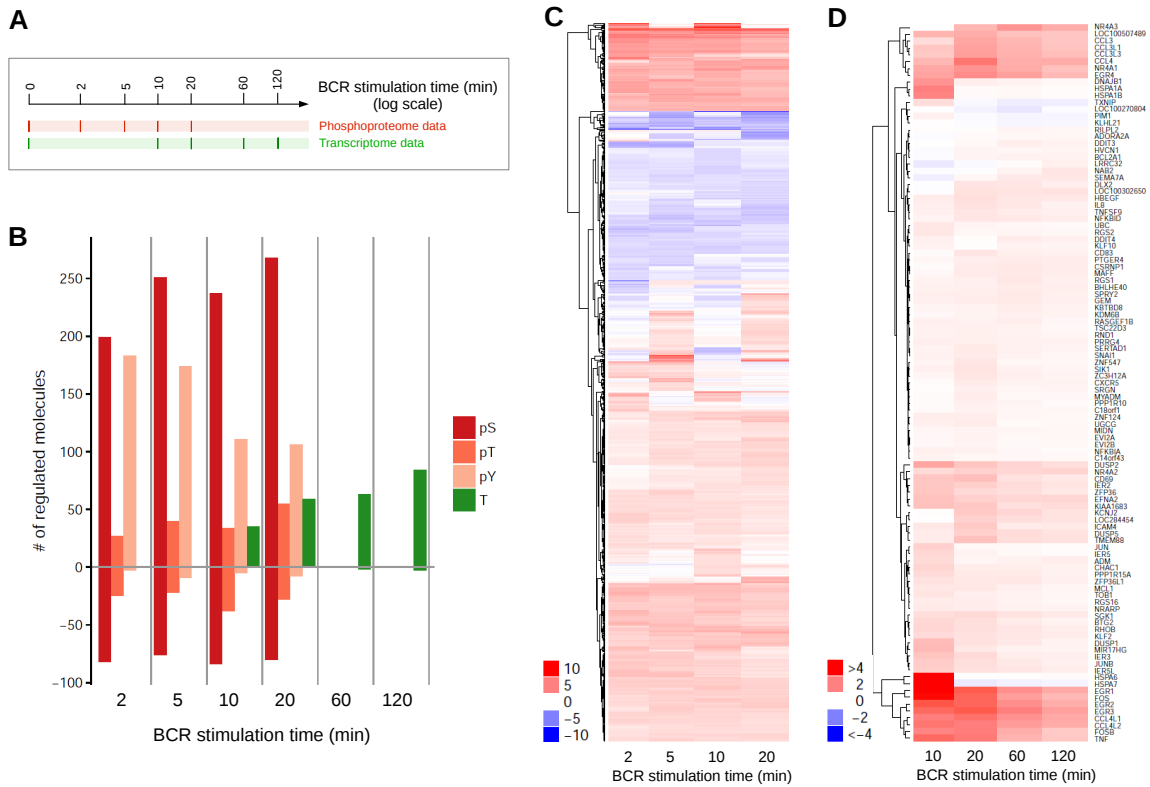 A
0
2
5
10
20
60
120
BCR stimulation time (min)
(log scale)
Phosphoproteome data
Transcriptome data
B
# of regulated molecules
250
200
150
100
50
0
−50
−100
2
5
10
20
60
120
BCR stimulation time (min)
pS
pT
pY
T
C
10
5
0
−5
−10
2
5
10
20
BCR stimulation time (min)
D
NR4A3
LOC100507489
CCL3
CCL3L1
CCL3L3
CCL4
NR4A1
EGR4
DNAJB1
HSPA1A
HSPA1B
TXNIP
LOC100270804
PIM1
KLHL21
RILPL2
ADORA2A
DDIT3
HVCN1
BCL2A1
LRRC32
NAB2
SEMA7A
DLX2
LOC100302650
HBEGF
IL8
TNFSF9
NFKBID
UBC
RGS2
DDIT4
KLF10
CD83
PTGER4
CSRNP1
MAFF
RGS1
BHLHE40
SPRY2
GEM
KBTBD8
KDM6B
RASGEF1B
TSC22D3
RND1
PRRG4
SERTAD1
SNAI1
ZNF547
SIK1
ZC3H12A
CXCR5
SRGN
MYADM
PPP1R10
C18orf1
ZNF124
UGCG
MIDN
EVI2A
EVI2B
NFKBIA
C14orf43
DUSP2
NR4A2
CD69
IER2
ZFP36
EFNA2
KIAA1683
KCNJ2
LOC284454
ICAM4
DUSP5
TMEM88
JUN
IER5
ADM
CHAC1
PPP1R15A
ZFP36L1
MCL1
TOB1
RGS16
NRARP
SGK1
BTG2
RHOB
KLF2
DUSP1
MIR17HG
IER3
JUNB
IER5L
HSPA6
HSPA7
EGR1
FOS
EGR2
EGR3
CCL4L1
CCL4L2
FOSB
TNF
>4
2
0
−2
<−4
10
20
60
120
BCR stimulation time (min)